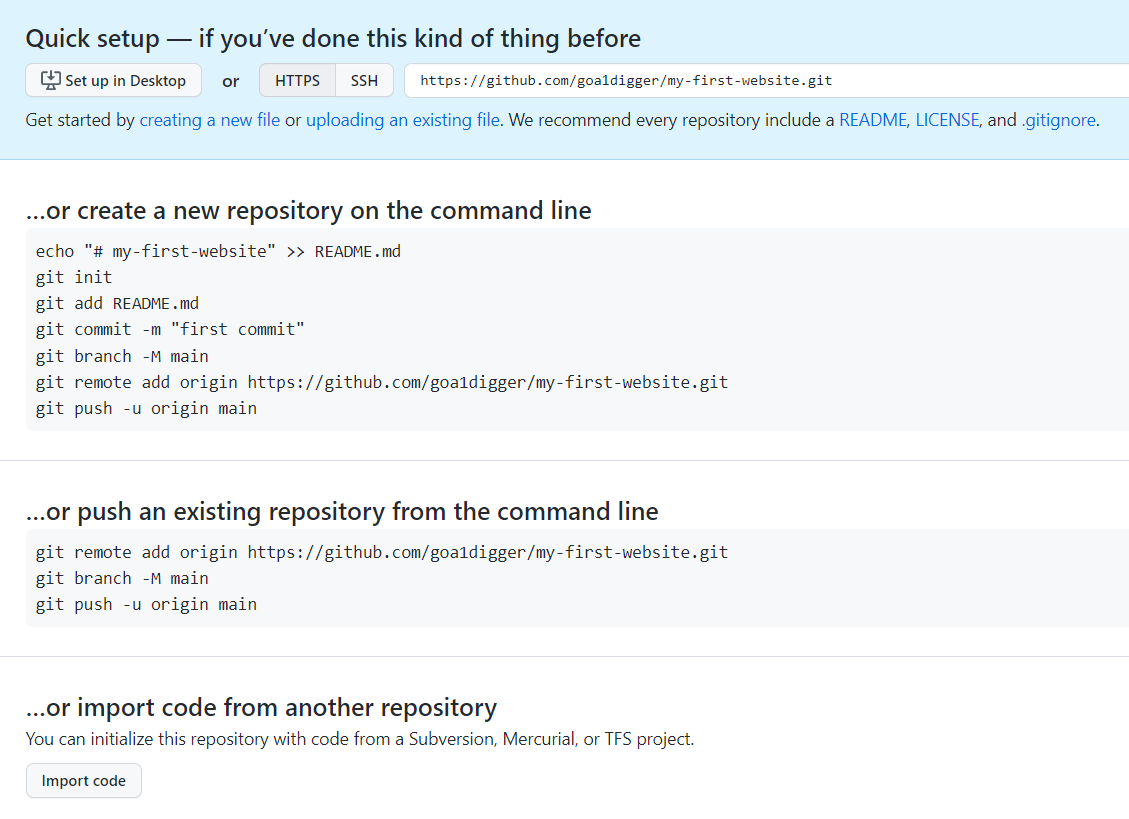 Quick setup — if you’ve done this kind of thing before
Set up in Desktop or HTTPS SSH https://github.com/goa1digger/my-first-website.git
Get started by creating a new file or uploading an existing file. We recommend every repository include a README, LICENSE, and .gitignore.
…or create a new repository on the command line
echo "# my-first-website" >> README.md
git init
git add README.md
git commit -m "first commit"
git branch -M main
git remote add origin https://github.com/goa1digger/my-first-website.git
git push -u origin main
…or push an existing repository from the command line
git remote add origin https://github.com/goa1digger/my-first-website.git
git branch -M main
git push -u origin main
…or import code from another repository
You can initialize this repository with code from a Subversion, Mercurial, or TFS project.
Import code